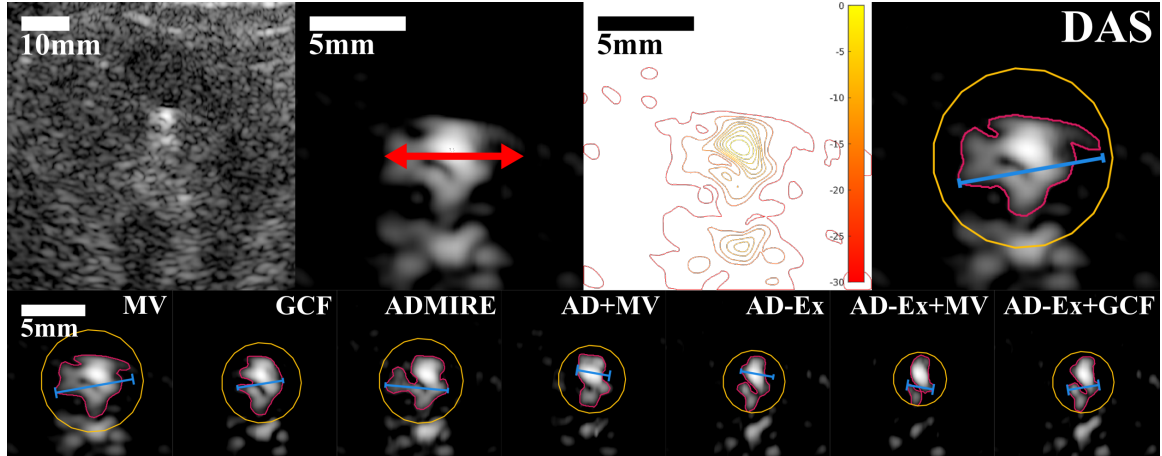 10mm
5mm
5mm
0
-5
-10
-15
-20
-25
-30
DAS
5mm
MV
GCF
ADMIRE
AD+MV
AD-Ex
AD-Ex+MV
AD-Ex+GCF